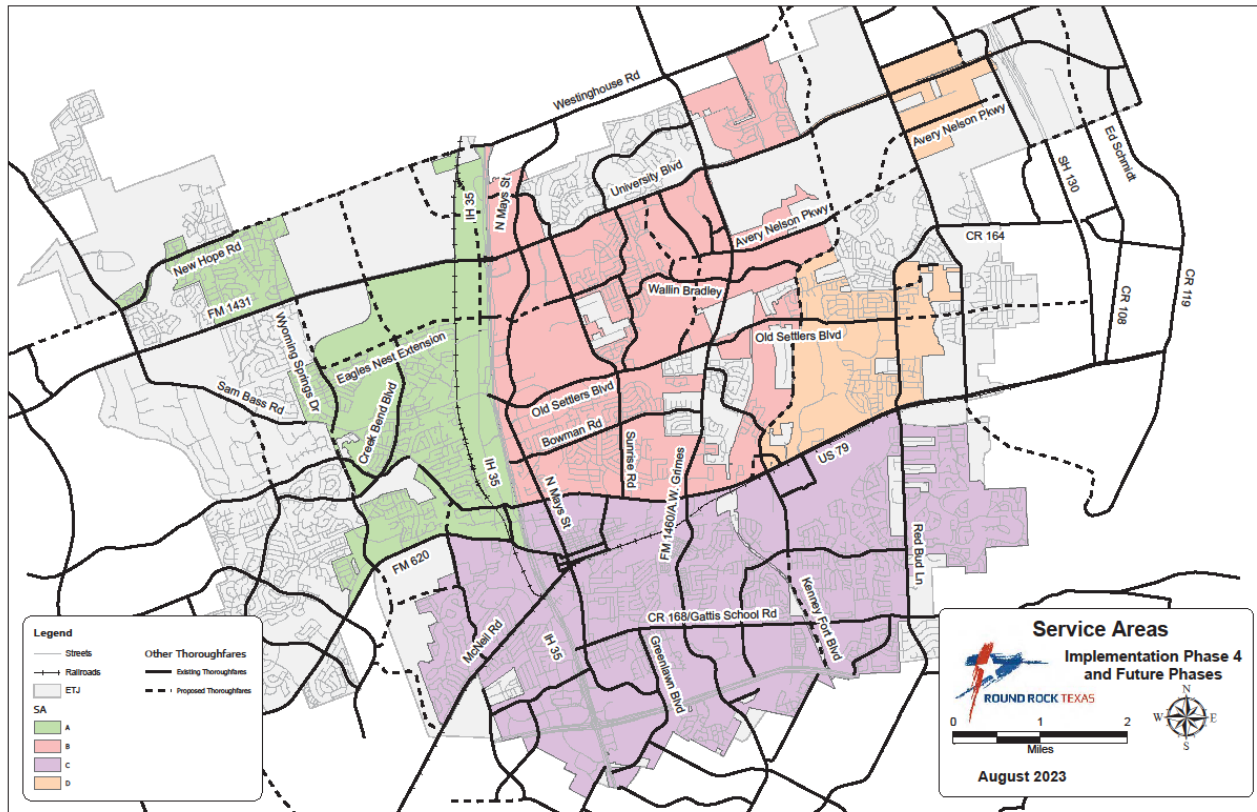 Westinghouse Rd
Avery Nelson Pkwy
Ed Schmidt
University Blvd
SH 130
IH 35
N Mays St
New Hope Rd
Avery Nelson Pkwy
CR 164
CR 119
FM 1431
Wallin Bradley
CR 108
Wyoming Springs Dr
Eagles Nest Extension
Old Settlers Blvd
Sam Bass Rd
Creek Bend Blvd
Old Settlers Blvd
Bowman Rd
Sunrise Rd
US 79
IH 35
N Mays St
FM 1460/A.W. Grimes
Red Bud Ln
FM 620
Kenney Fort Blvd
CR 168/Gattis School Rd
McNeil Rd
IH 35
Greenlawn Blvd
Legend
Streets
Railroads
ETJ
SA
A
B
C
D
Other Thoroughfares
Existing Thoroughfares
Proposed Thoroughfares
Service Areas
Implementation Phase 4
and Future Phases
ROUND ROCK TEXAS
N
W E
S
0 1 2
Miles
August 2023